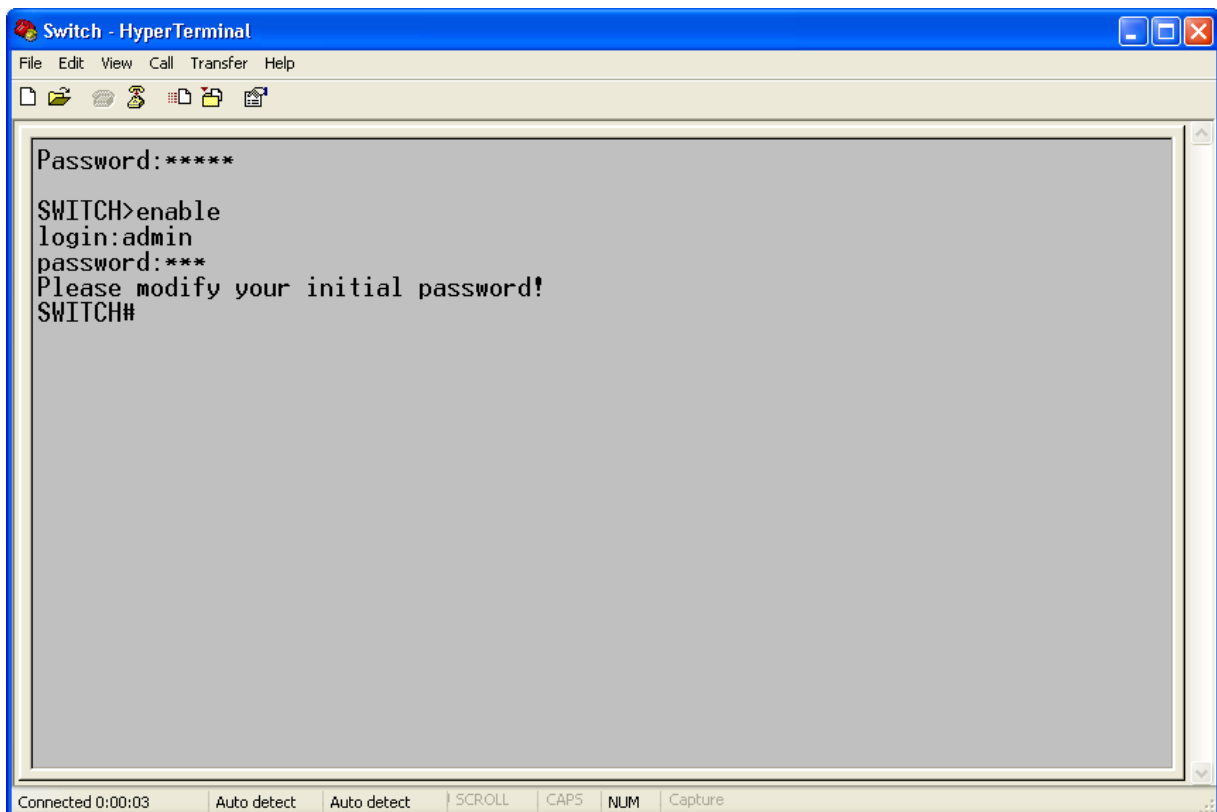 Switch - HyperTerminal
File Edit View Call Transfer Help
Password:*****
SWITCH>enable
login:admin
password:***
Please modify your initial password!
SWITCH#
Connected 0:00:03 Auto detect Auto detect SCROLL CAPS NUM Capture